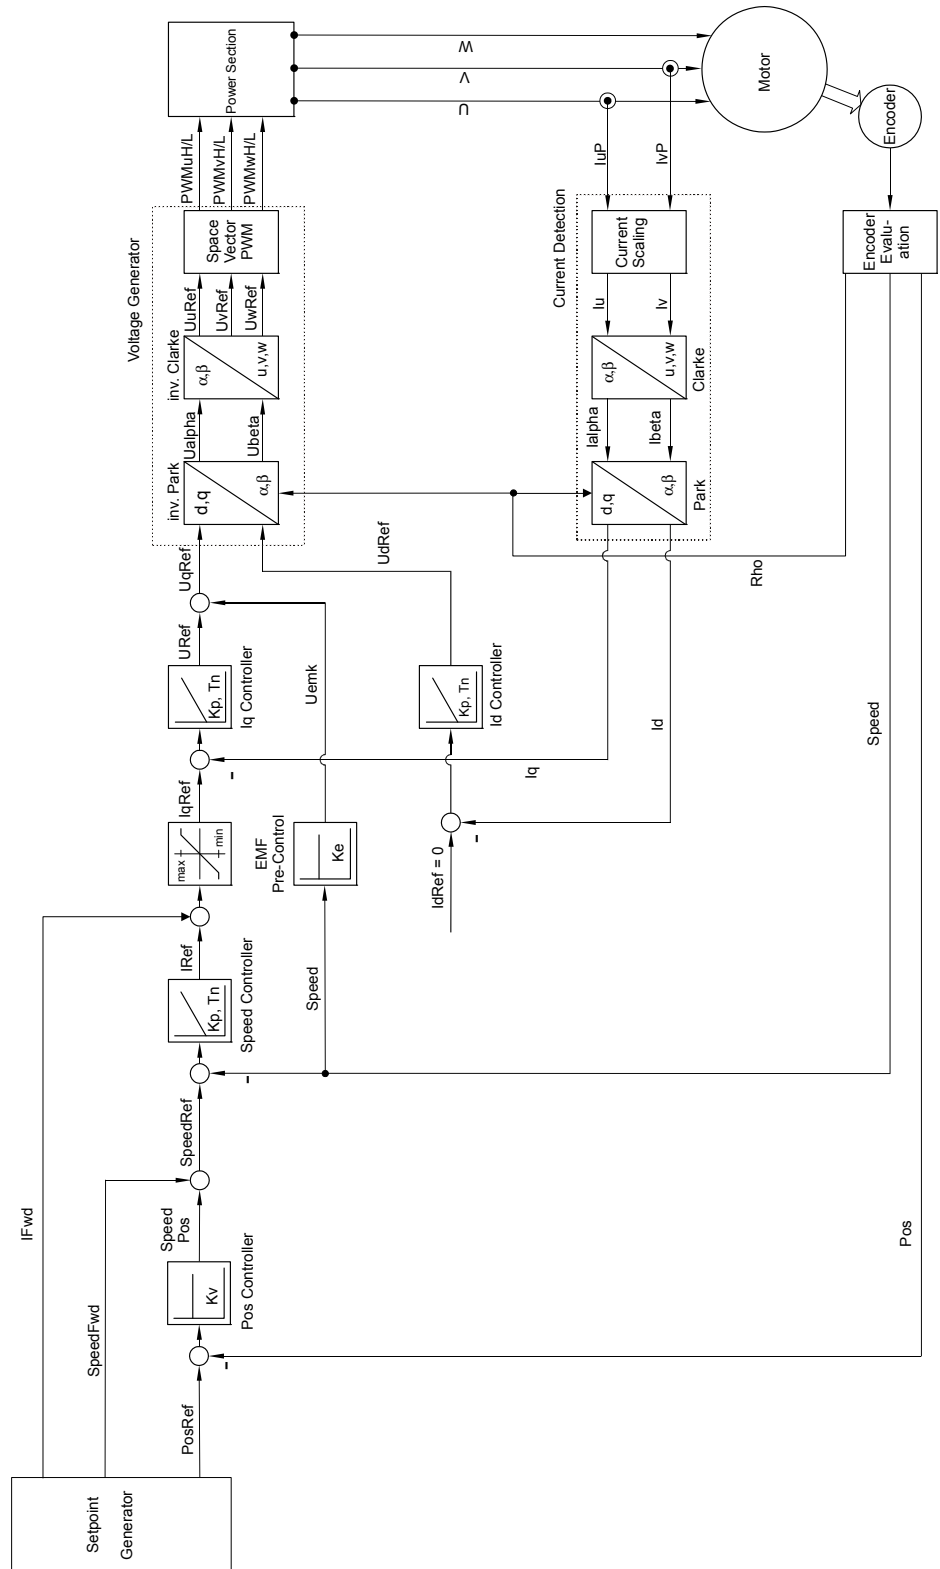 Setpoint
Generator
IFwd
SpeedFwd
PosRef
-
Kv
Pos Controller
Speed
Pos
SpeedRef
-
Kp, Tn
Speed Controller
IRef
max
min
IqRef
-
Kp, Tn
Iq Controller
URef
UqRef
Speed
Ke
EMF
Pre-Control
Uemk
IdRef = 0
-
Kp, Tn
Id Controller
UdRef
Voltage Generator
inv. Park
d,q
α,β
Ualpha
Ubeta
inv. Clarke
α,β
u,v,w
UuRef
UvRef
UwRef
Space
Vector
PWM
PWMuH/L
PWMvH/L
PWMwH/L
Power Section
W
V
U
Motor
Encoder
IuP
IvP
Current Detection
Current
Scaling
Iu
Iv
α,β
u,v,w
Clarke
Ialpha
Ibeta
d,q
α,β
Park
Iq
Id
Rho
Encoder
Evalu-
ation
Speed
Pos